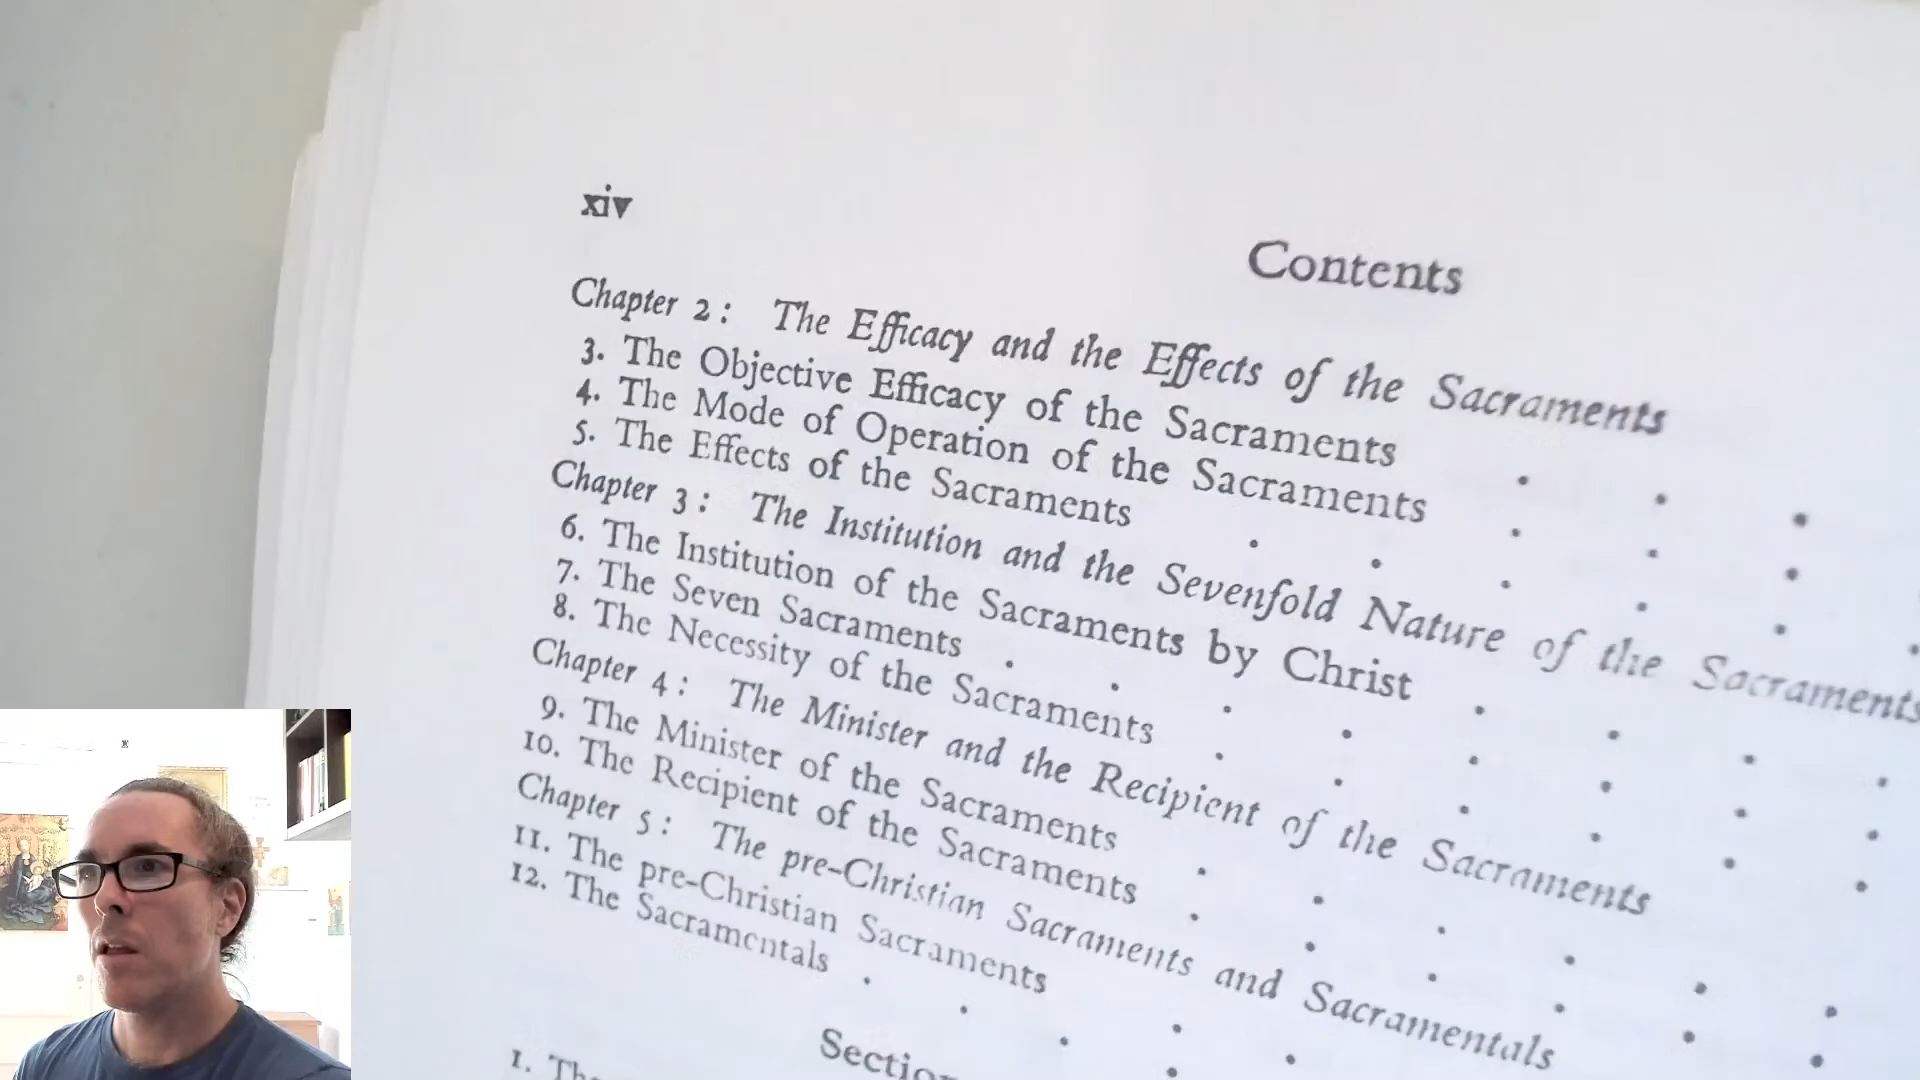 xiv
Contents
Chapter 2: The Efficacy and the Effects of the Sacraments
3. The Objective Efficacy of the Sacraments
4. The Mode of Operation of the Sacraments
5. The Effects of the Sacraments
Chapter 3: The Institution and the Sevenfold Nature of the Sacraments
6. The Institution of the Sacraments by Christ
7. The Seven Sacraments
8. The Necessity of the Sacraments
Chapter 4: The Minister and the Recipient of the Sacraments
9. The Minister of the Sacraments
10. The Recipient of the Sacraments
Chapter 5: The pre-Christian Sacraments and Sacramentals
11. The pre-Christian Sacraments
12. The Sacramentals
1.